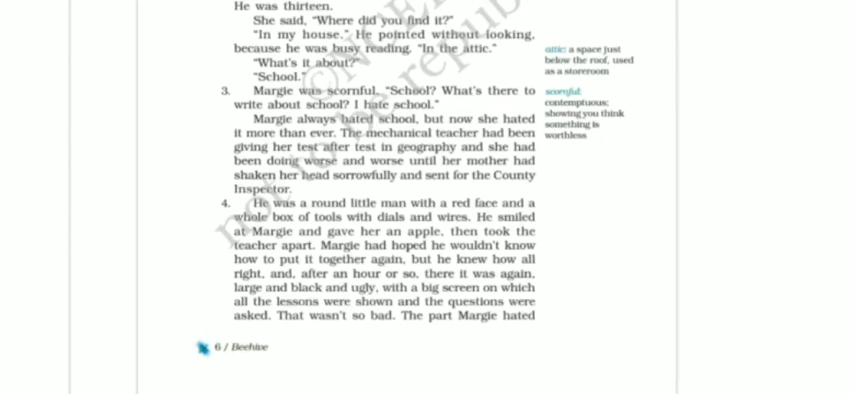 He was thirteen.
She said, “Where did you find it?”
“In my house.” He pointed without looking,
because he was busy reading. “In the attic.”
“What's it about?”
“School.”
3. Margie was scornful. “School? What's there to
write about school? I hate school.”
Margie always hated school, but now she hated
it more than ever. The mechanical teacher had been
giving her test after test in geography and she had
been doing worse and worse until her mother had
shaken her head sorrowfully and sent for the County
Inspector.
4. He was a round little man with a red face and a
whole box of tools with dials and wires. He smiled
at Margie and gave her an apple, then took the
teacher apart. Margie had hoped he wouldn't know
how to put it together again, but he knew how all
right, and, after an hour or so, there it was again,
large and black and ugly, with a big screen on which
all the lessons were shown and the questions were
asked. That wasn't so bad. The part Margie hated
attic: a space just
below the roof, used
as a storeroom
scornful:
contemptuous;
showing you think
something is
worthless
6 / Beehive
©NCE
not to be republ